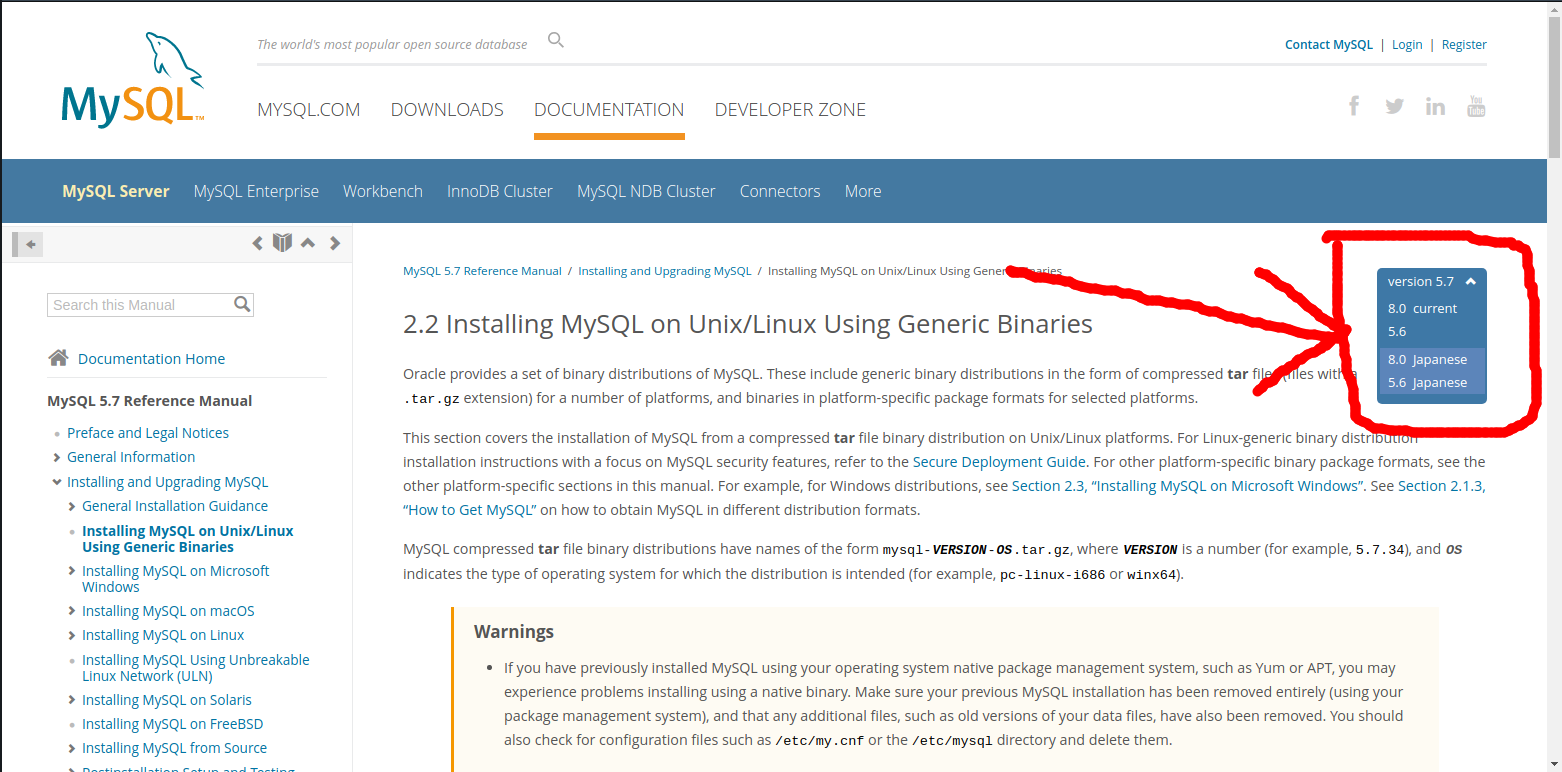 The world's most popular open source database
Contact MySQL | Login | Register
MySQL™
MYSQL.COM DOWNLOADS DOCUMENTATION DEVELOPER ZONE
You Tube
MySQL Server MySQL Enterprise Workbench InnoDB Cluster MySQL NDB Cluster Connectors More
Search this Manual
Documentation Home
MySQL 5.7 Reference Manual
Preface and Legal Notices
General Information
Installing and Upgrading MySQL
General Installation Guidance
Installing MySQL on Unix/Linux
Using Generic Binaries
Installing MySQL on Microsoft
Windows
Installing MySQL on macOS
Installing MySQL on Linux
Installing MySQL Using Unbreakable
Linux Network (ULN)
Installing MySQL on Solaris
Installing MySQL on FreeBSD
Installing MySQL from Source
Postinstallation Setup and Testing
MySQL 5.7 Reference Manual / Installing and Upgrading MySQL / Installing MySQL on Unix/Linux Using Generic Binaries
version 5.7
8.0 current
5.6
8.0 Japanese
5.6 Japanese
2.2 Installing MySQL on Unix/Linux Using Generic Binaries
Oracle provides a set of binary distributions of MySQL. These include generic binary distributions in the form of compressed tar files (files with a
.tar.gz extension) for a number of platforms, and binaries in platform-specific package formats for selected platforms.
This section covers the installation of MySQL from a compressed tar file binary distribution on Unix/Linux platforms. For Linux-generic binary distribution
installation instructions with a focus on MySQL security features, refer to the Secure Deployment Guide. For other platform-specific binary package formats, see the
other platform-specific sections in this manual. For example, for Windows distributions, see Section 2.3, “Installing MySQL on Microsoft Windows”. See Section 2.1.3,
“How to Get MySQL” on how to obtain MySQL in different distribution formats.
MySQL compressed tar file binary distributions have names of the form mysql-VERSION-OS.tar.gz, where VERSION is a number (for example, 5.7.34), and OS
indicates the type of operating system for which the distribution is intended (for example, pc-linux-i686 or winx64).
Warnings
• If you have previously installed MySQL using your operating system native package management system, such as Yum or APT, you may
experience problems installing using a native binary. Make sure your previous MySQL installation has been removed entirely (using your
package management system), and that any additional files, such as old versions of your data files, have also been removed. You should
also check for configuration files such as /etc/my.cnf or the /etc/mysql directory and delete them.